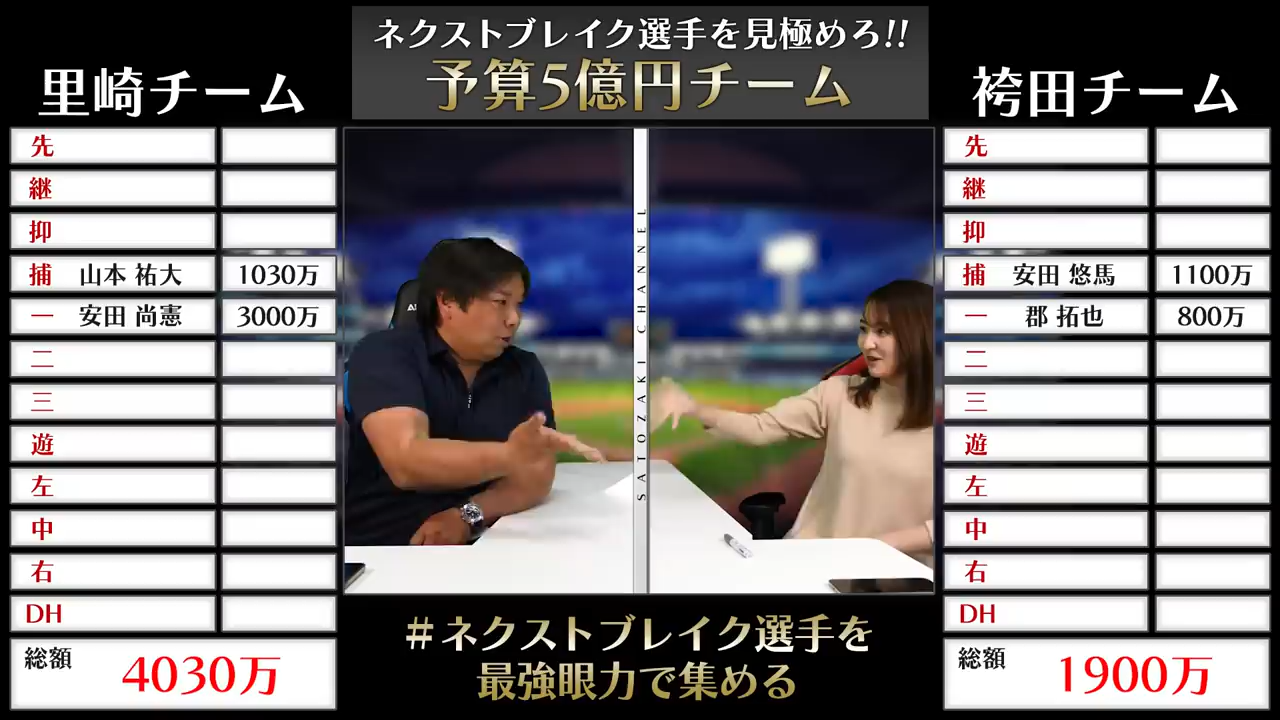 ネクストブレイク選手を見極めろ!!
予算5億円チーム
里崎チーム
先
継
抑
捕 山本 祐大 1030万
一 安田 尚憲 3000万
二
三
遊
左
中
右
DH
総額 4030万
SATOZAKI CHANNEL
袴田チーム
先
継
抑
捕 安田 悠馬 1100万
一 郡 拓也 800万
二
三
遊
左
中
右
DH
総額 1900万
#ネクストブレイク選手を
最強眼力で集める